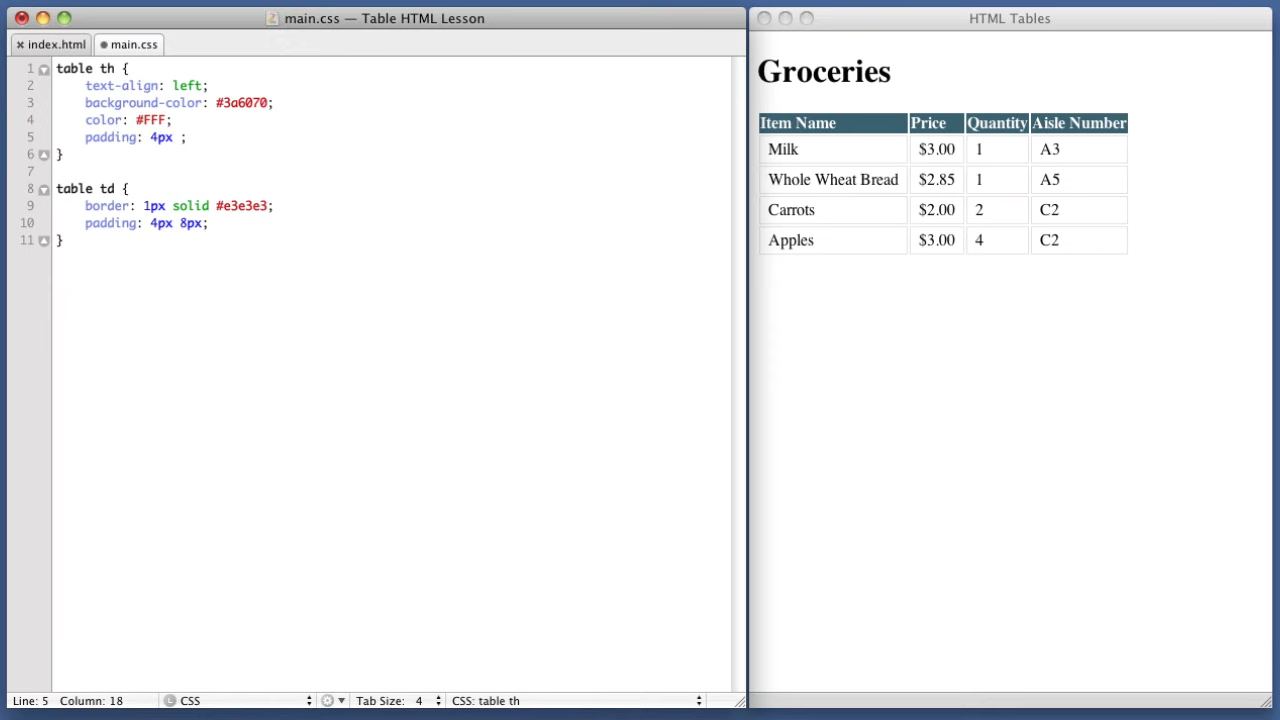 main.css — Table HTML Lesson
index.html
main.css
1 table th {
2 text-align: left;
3 background-color: #3a6070;
4 color: #FFF;
5 padding: 4px ;
6 }
7
8 table td {
9 border: 1px solid #e3e3e3;
10 padding: 4px 8px;
11 }
Line: 5 Column: 18 L CSS Tab Size: 4 CSS: table th
HTML Tables
Groceries
Item Name Price Quantity Aisle Number
Milk $3.00 1 A3
Whole Wheat Bread $2.85 1 A5
Carrots $2.00 2 C2
Apples $3.00 4 C2